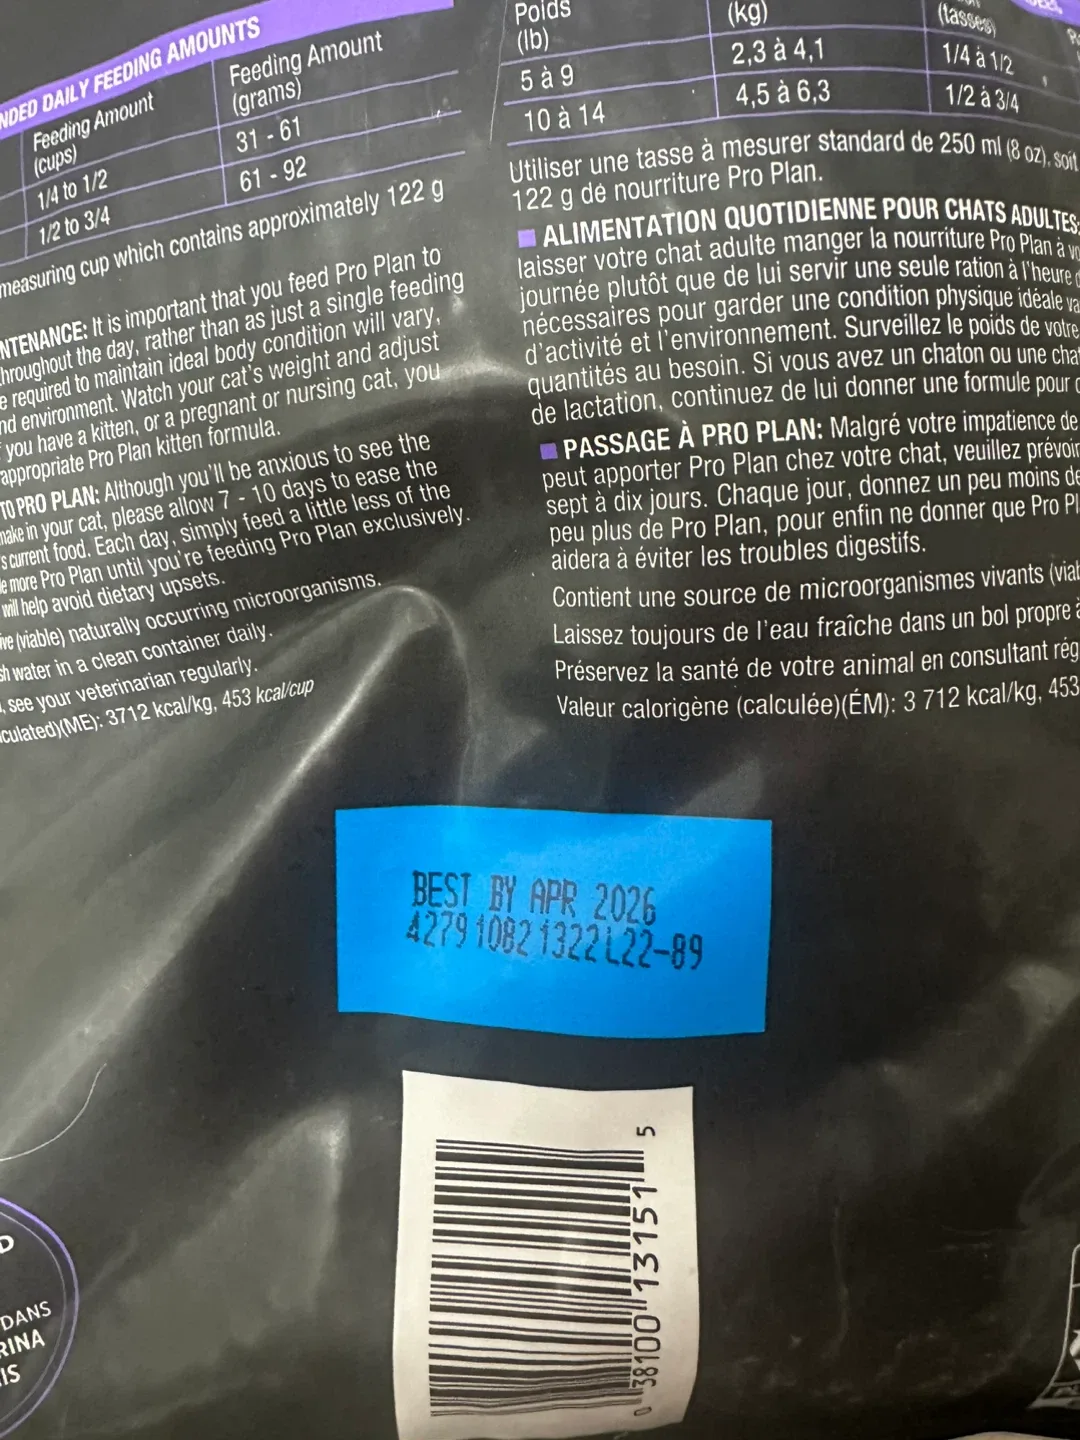 NDED DAILY FEEDING AMOUNTS
Feeding Amount
(cups)
Feeding Amount
(grams)
1/4 to 1/2
31 - 61
1/2 to 3/4
61 - 92
measuring cup which contains approximately 122 g
NTENANCE: It is important that you feed Pro Plan to
throughout the day, rather than as just a single feeding
e required to maintain ideal body condition will vary,
nd environment. Watch your cat's weight and adjust
you have a kitten, or a pregnant or nursing cat, you
appropriate Pro Plan kitten formula.
TO PRO PLAN: Although you'll be anxious to see the
make in your cat, please allow 7 - 10 days to ease the
's current food. Each day, simply feed a little less of the
le more Pro Plan until you're feeding Pro Plan exclusively.
will help avoid dietary upsets.
ive (viable) naturally occurring microorganisms.
sh water in a clean container daily.
, see your veterinarian regularly.
culated)(ME): 3712 kcal/kg, 453 kcal/cup
Poids
(lb)
(kg)
(tasses)
5 à 9
2,3 à 4,1
1/4 à 1/2
10 à 14
4,5 à 6,3
1/2 à 3/4
Utiliser une tasse à mesurer standard de 250 ml (8 oz), soit
122 g de nourriture Pro Plan.
ALIMENTATION QUOTIDIENNE POUR CHATS ADULTES:
laisser votre chat adulte manger la nourriture Pro Plan à vo
journée plutôt que de lui servir une seule ration à l'heure d
nécessaires pour garder une condition physique idéale va
d'activité et l'environnement. Surveillez le poids de votre
quantités au besoin. Si vous avez un chaton ou une chat
de lactation, continuez de lui donner une formule pour c
PASSAGE À PRO PLAN: Malgré votre impatience de
peut apporter Pro Plan chez votre chat, veuillez prévoir
sept à dix jours. Chaque jour, donnez un peu moins de
peu plus de Pro Plan, pour enfin ne donner que Pro Pl
aidera à éviter les troubles digestifs.
Contient une source de microorganismes vivants (viab
Laissez toujours de l'eau fraîche dans un bol propre à
Préservez la santé de votre animal en consultant rég
Valeur calorigène (calculée)(ÉM): 3 712 kcal/kg, 453
BEST BY APR 2026
4279 1082 1322 L22-89
0 38100 13151 5
D
DANS
RINA
IS